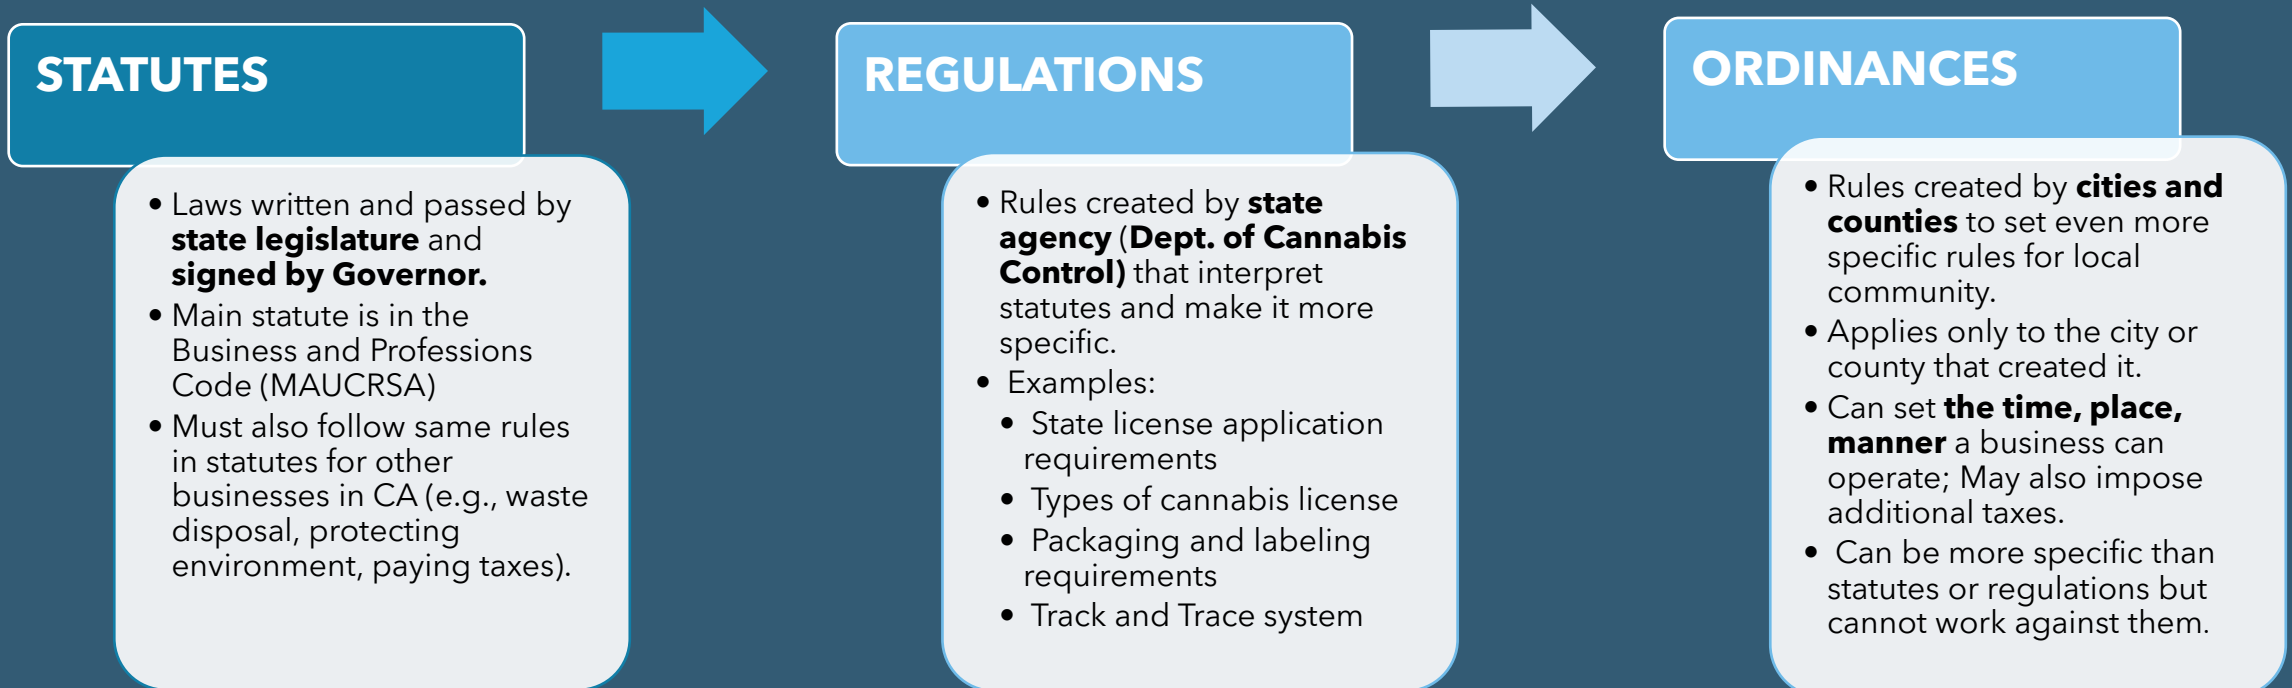 STATUTES
• Laws written and passed by
state legislature and
signed by Governor.
• Main statute is in the
Business and Professions
Code (MAUCRSA)
• Must also follow same rules
in statutes for other
businesses in CA (e.g., waste
disposal, protecting
environment, paying taxes).
REGULATIONS
• Rules created by state
agency (Dept. of Cannabis
Control) that interpret
statutes and make it more
specific.
• Examples:
• State license application
requirements
• Types of cannabis license
• Packaging and labeling
requirements
• Track and Trace system
ORDINANCES
• Rules created by cities and
counties to set even more
specific rules for local
community.
• Applies only to the city or
county that created it.
• Can set the time, place,
manner a business can
operate; May also impose
additional taxes.
• Can be more specific than
statutes or regulations but
cannot work against them.